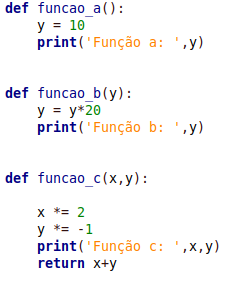 def funcao_a():
    y = 10
    print('Função a: ',y)
def funcao_b(y):
    y = y*20
    print('Função b: ',y)
def funcao_c(x,y):
    x *= 2
    y *= -1
    print('Função c: ',x,y)
    return x+y